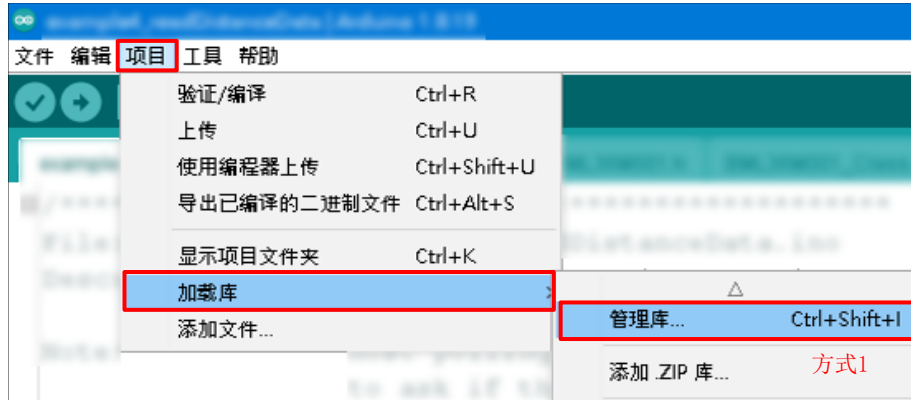 文件 编辑 项目 工具 帮助
验证/编译 Ctrl+R
上传 Ctrl+U
使用编程器上传 Ctrl+Shift+U
导出已编译的二进制文件 Ctrl+Alt+S
显示项目文件夹 Ctrl+K
加载库
添加文件...
管理库... Ctrl+Shift+I
添加 .ZIP 库...
方式1